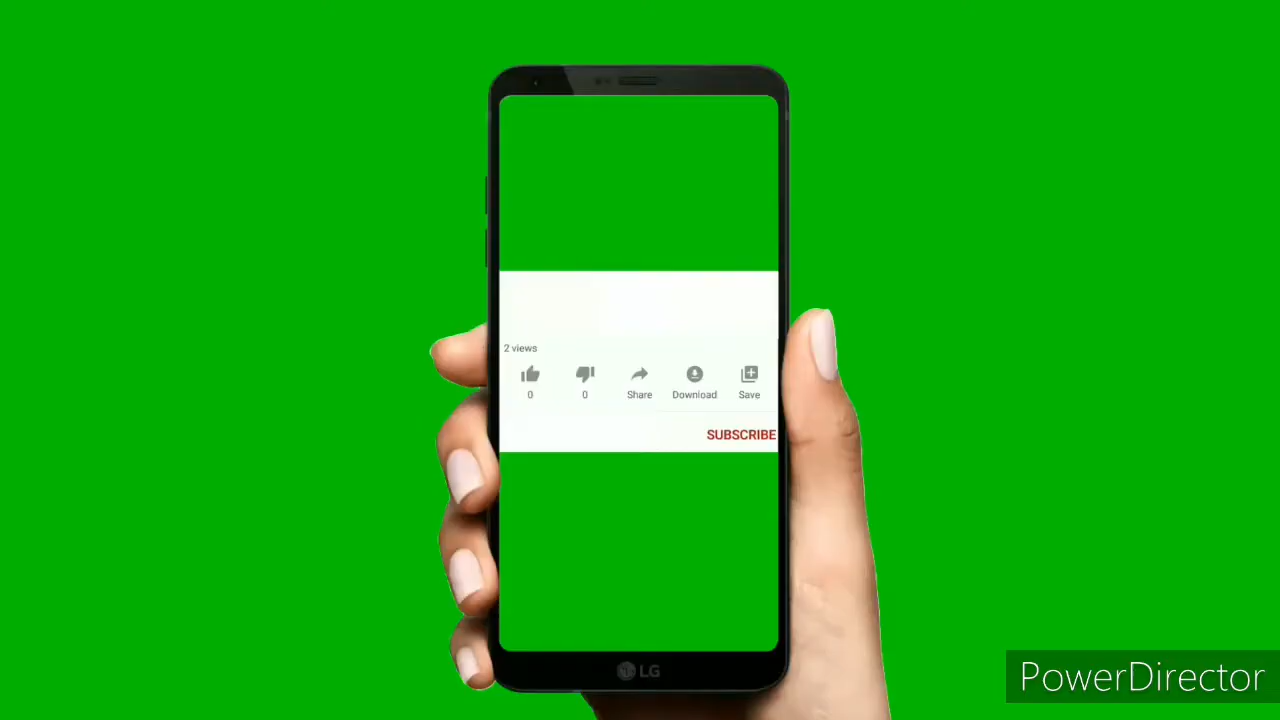 2 views
0 0 Share Download Save
SUBSCRIBE
LG
PowerDirector